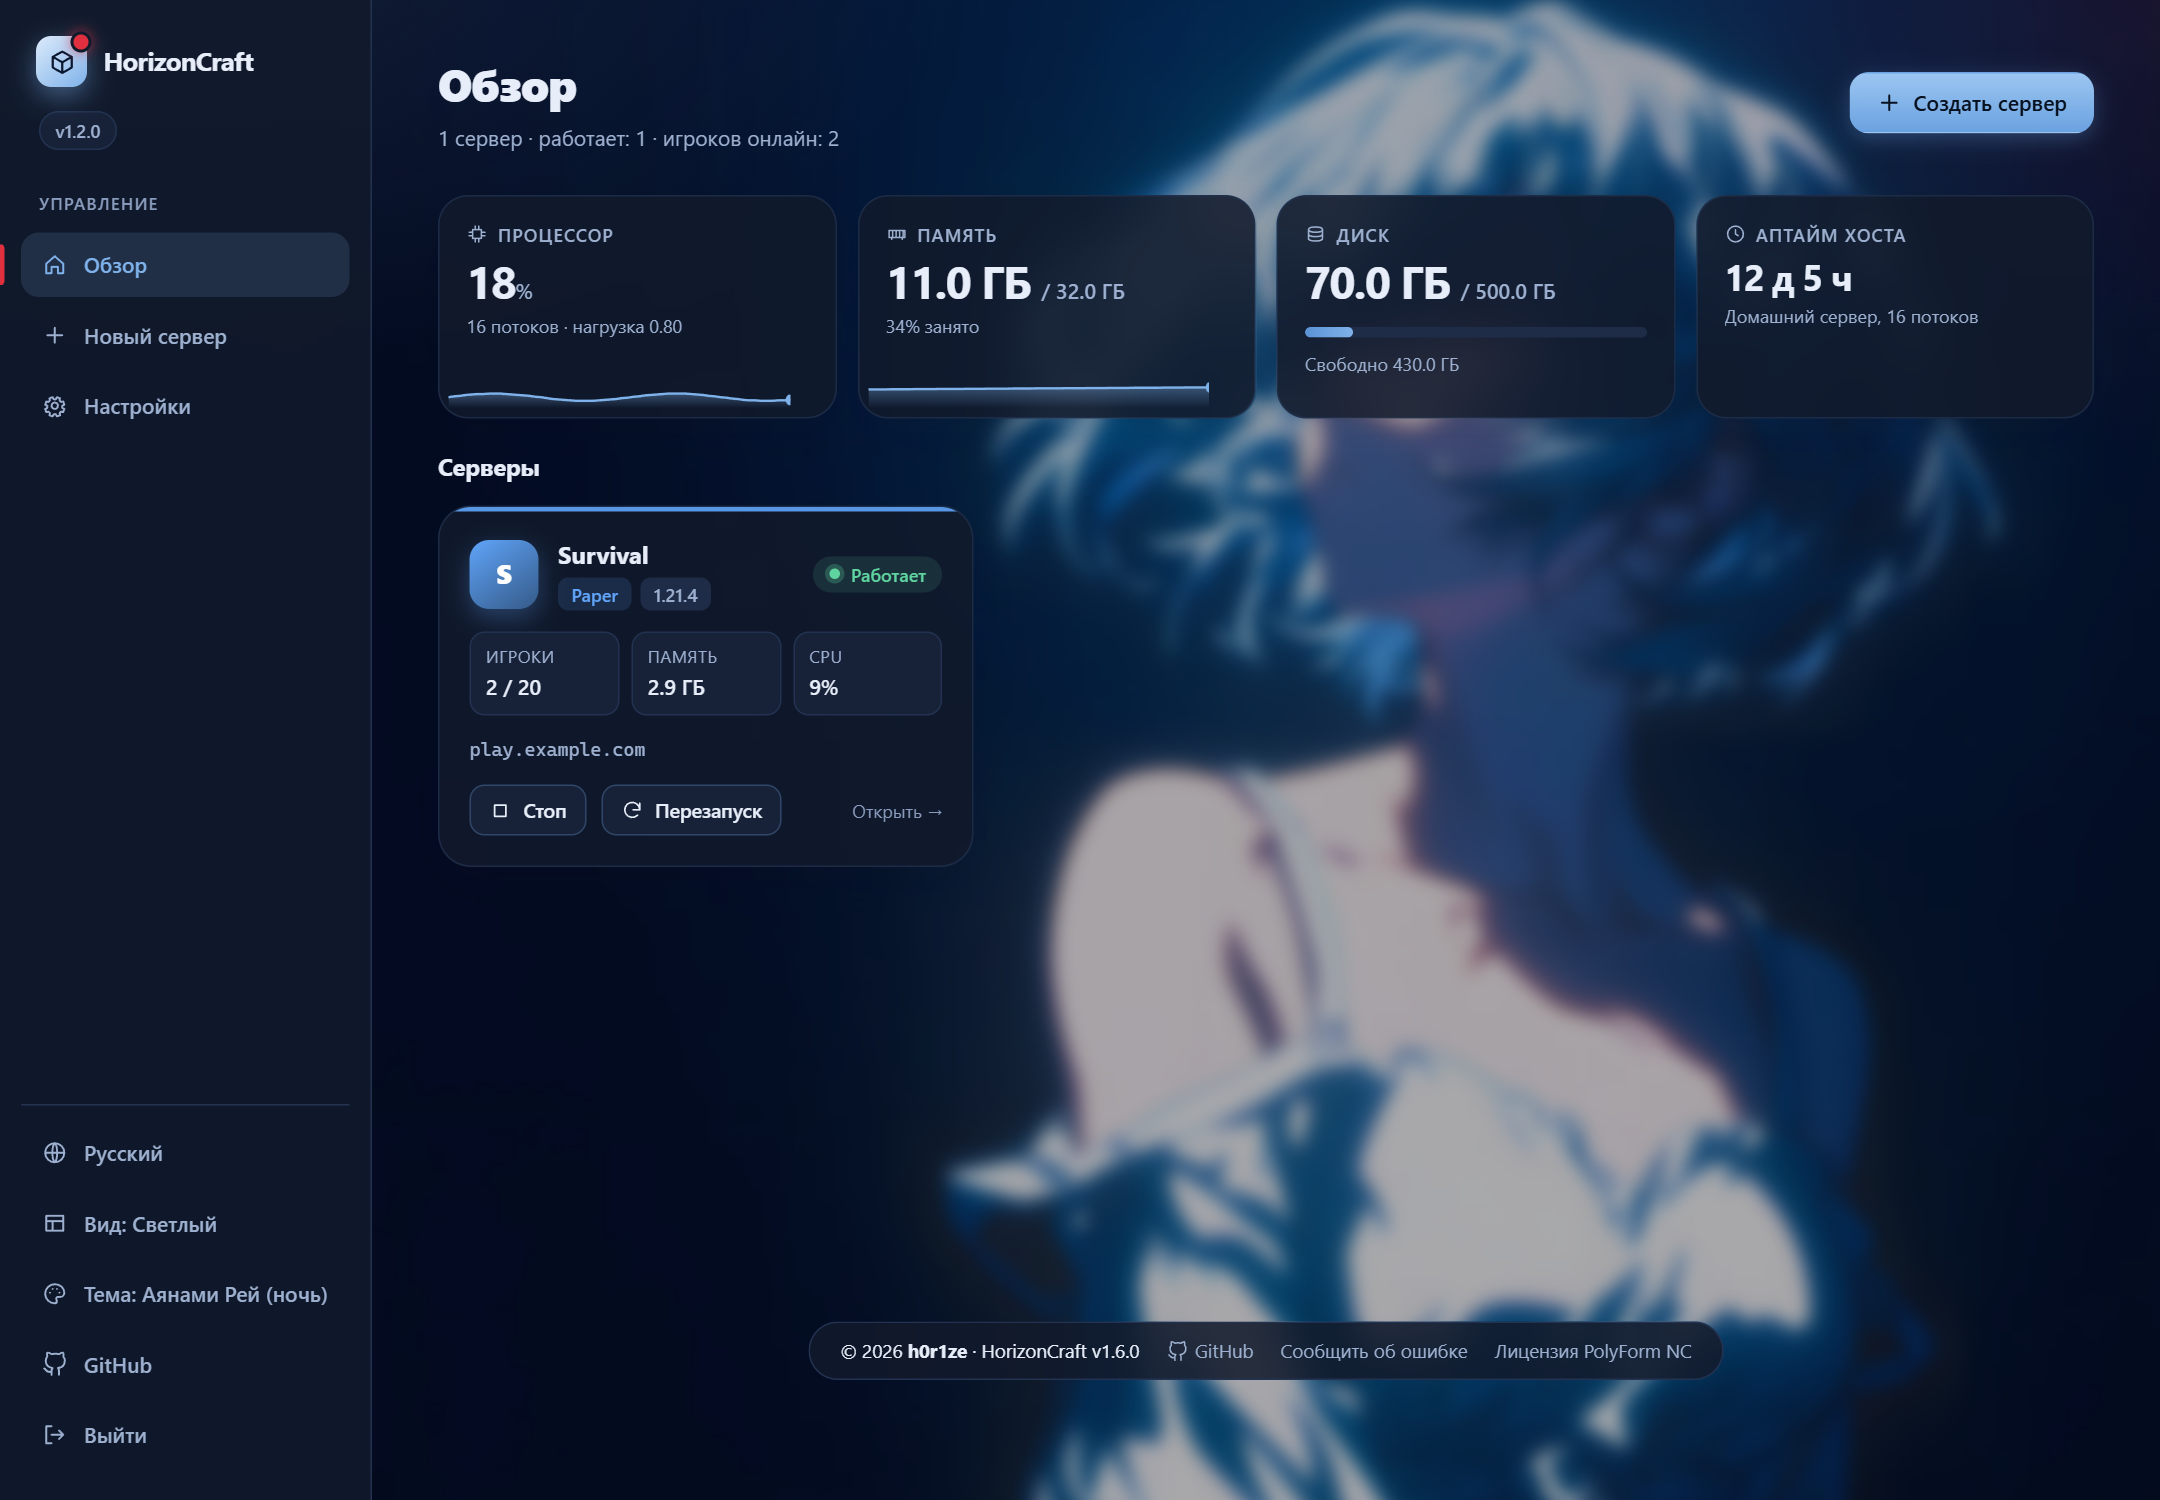 HorizonCraft
v1.2.0
УПРАВЛЕНИЕ
Обзор
Новый сервер
Настройки
Русский
Вид: Светлый
Тема: Аянами Рей (ночь)
GitHub
Выйти
Обзор
1 сервер · работает: 1 · игроков онлайн: 2
Создать сервер
ПРОЦЕССОР
18%
16 потоков · нагрузка 0.80
ПАМЯТЬ
11.0 ГБ / 32.0 ГБ
34% занято
ДИСК
70.0 ГБ / 500.0 ГБ
Свободно 430.0 ГБ
АПТАЙМ ХОСТА
12 д 5 ч
Домашний сервер, 16 потоков
Серверы
S
Survival
Paper 1.21.4
Работает
ИГРОКИ
2 / 20
ПАМЯТЬ
2.9 ГБ
CPU
9%
play.example.com
Стоп
Перезапуск
Открыть →
© 2026 h0r1ze · HorizonCraft v1.6.0 GitHub Сообщить об ошибке Лицензия PolyForm NC